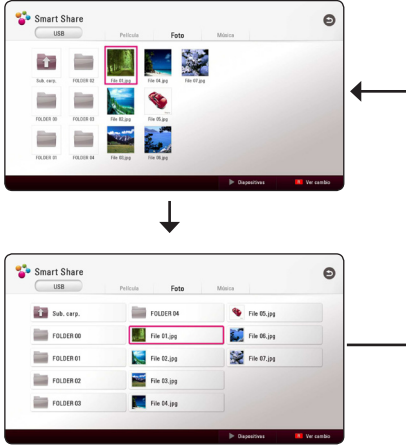 Smart Share
USB Película Foto Música
Sub. carp. FOLDER 02 File 01.jpg File 04.jpg File 07.jpg
FOLDER 00 FOLDER 03 File 02.jpg File 05.jpg
FOLDER 01 FOLDER 04 File 03.jpg File 06.jpg
Dispositivos Ver cambio
Smart Share
USB Película Foto Música
Sub. carp. FOLDER 04 File 05.jpg
FOLDER 00 File 01.jpg File 06.jpg
FOLDER 01 File 02.jpg File 07.jpg
FOLDER 02 File 03.jpg
FOLDER 03 File 04.jpg
Dispositivos Ver cambio